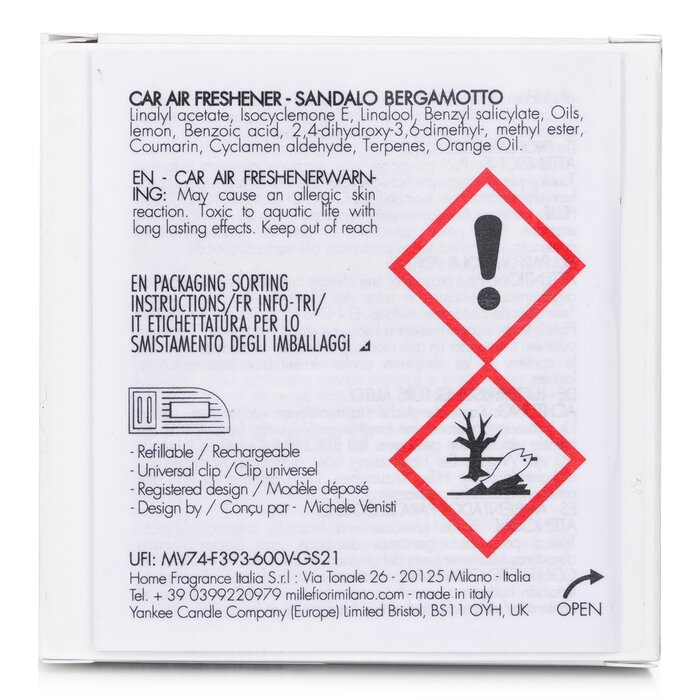 CAR AIR FRESHENER - SANDALO BERGAMOTTO
Linalyl acetate, Isocyclemone E, Linalool, Benzyl salicylate, Oils,
lemon, Benzoic acid, 2,4-dihydroxy-3,6-dimethyl-, methyl ester,
Coumarin, Cyclamen aldehyde, Terpenes, Orange Oil.
EN - CAR AIR FRESHENERWARN-
ING: May cause an allergic skin
reaction. Toxic to aquatic life with
long lasting effects. Keep out of reach
EN PACKAGING SORTING
INSTRUCTIONS/FR INFO-TRI/
IT ETICHETTATURA PER LO
SMISTAMENTO DEGLI IMBALLAGGI
- Refillable / Rechargeable
- Universal clip /Clip universel
- Registered design / Modèle déposé
- Design by / Conçu par - Michele Venisti
UFI: MV74-F393-600V-GS21
Home Fragrance Italia S.r.l : Via Tonale 26 - 20125 Milano - Italia
Tel. + 39 0399220979 millefiorimilano.com - made in italy
Yankee Candle Company (Europe) Limited Bristol, BS11 OYH, UK
OPEN